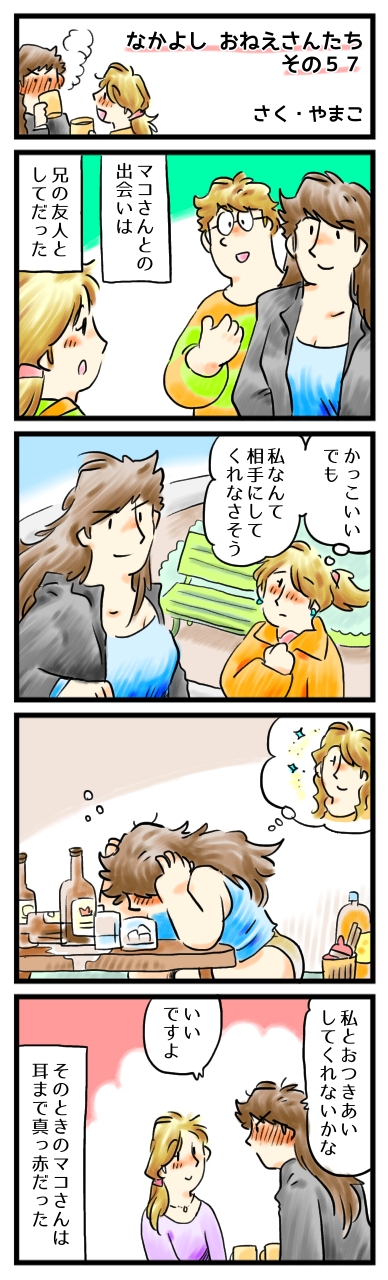 なかよし おねえさんたち
その５７
さく・やまこ
マコさんとの
出会いは
兄の友人と
してだった
かっこいい
でも
私なんて
相手にして
くれなさそう
私とおつきあい
してくれないかな
いい
ですよ
そのときのマコさんは
耳まで真っ赤だった